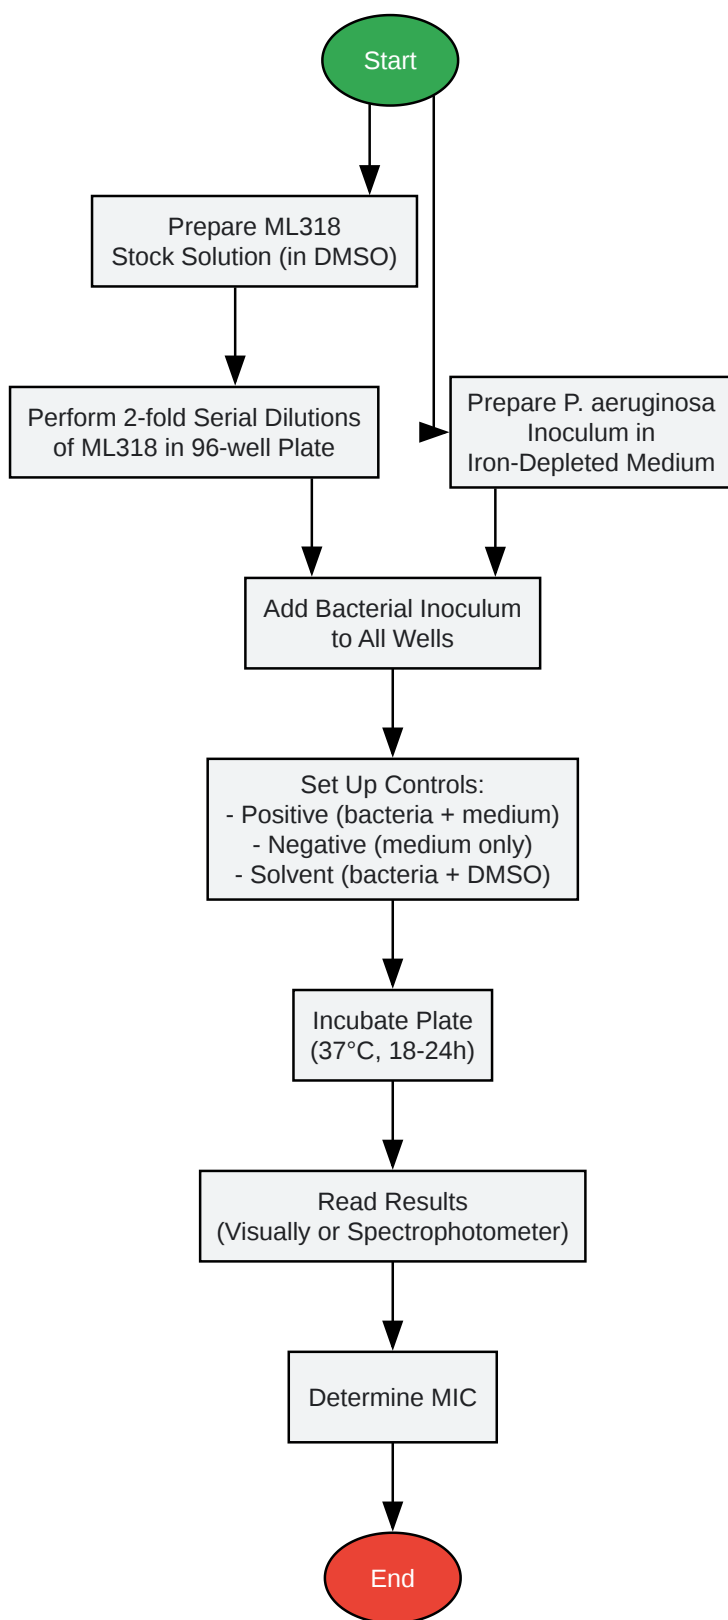 Start
Prepare ML318
Stock Solution (in DMSO)
Perform 2-fold Serial Dilutions
of ML318 in 96-well Plate
Prepare P. aeruginosa
Inoculum in
Iron-Depleted Medium
Add Bacterial Inoculum
to All Wells
Set Up Controls:
- Positive (bacteria + medium)
- Negative (medium only)
- Solvent (bacteria + DMSO)
Incubate Plate
(37°C, 18-24h)
Read Results
(Visually or Spectrophotometer)
Determine MIC
End